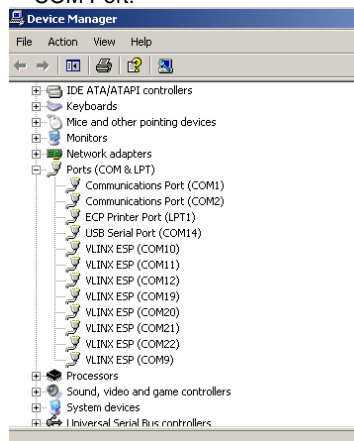 COM Port.
Device Manager
File Action View Help
IDE ATA/ATAPI controllers
Keyboards
Mice and other pointing devices
Monitors
Network adapters
Ports (COM & LPT)
Communications Port (COM1)
Communications Port (COM2)
ECP Printer Port (LPT1)
USB Serial Port (COM14)
VLINX ESP (COM10)
VLINX ESP (COM11)
VLINX ESP (COM12)
VLINX ESP (COM19)
VLINX ESP (COM20)
VLINX ESP (COM21)
VLINX ESP (COM22)
VLINX ESP (COM9)
Processors
Sound, video and game controllers
System devices
Universal Serial Bus controllers